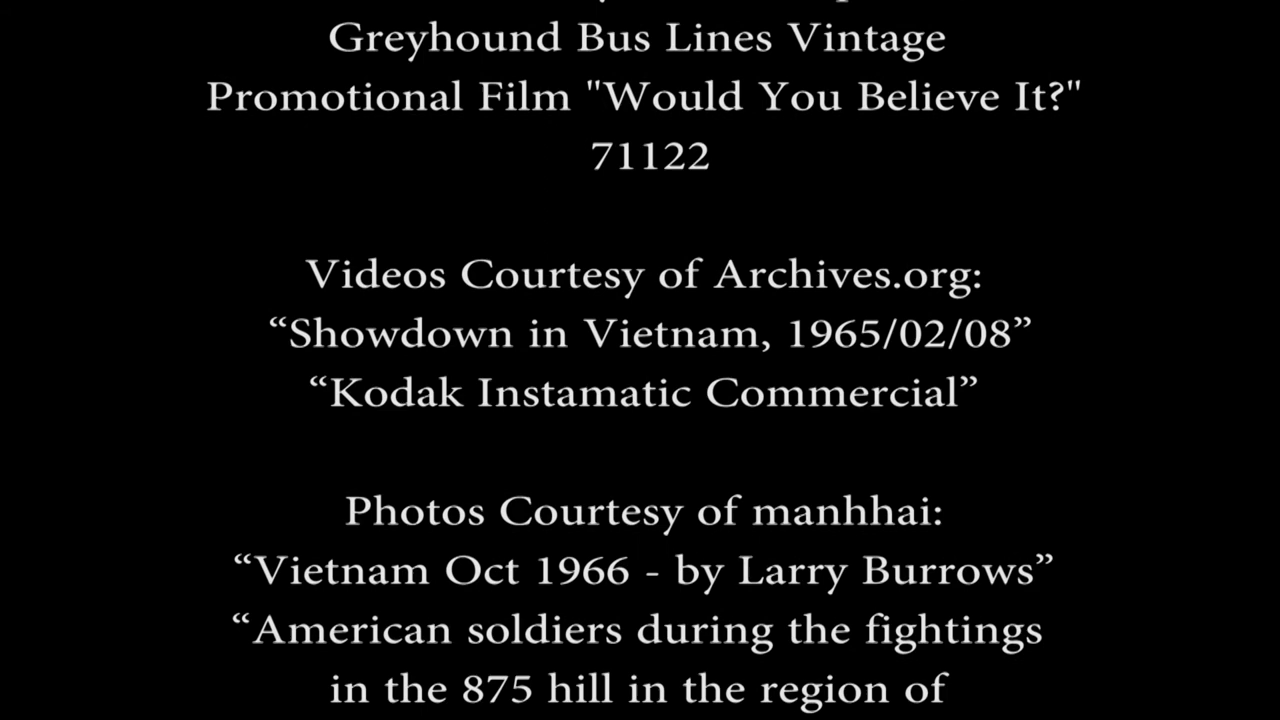 Greyhound Bus Lines Vintage
Promotional Film "Would You Believe It?"
71122
Videos Courtesy of Archives.org:
“Showdown in Vietnam, 1965/02/08”
“Kodak Instamatic Commercial”
Photos Courtesy of manhhai:
“Vietnam Oct 1966 - by Larry Burrows”
“American soldiers during the fightings
in the 875 hill in the region of